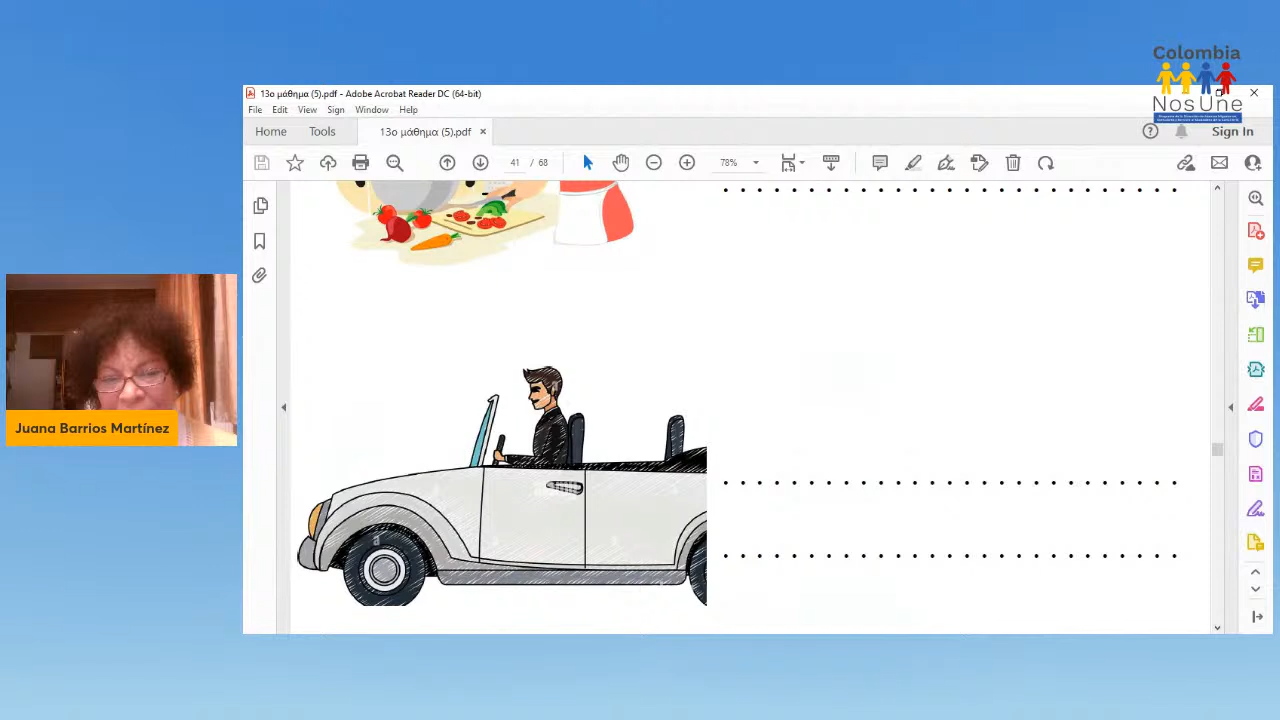 Colombia
NosUne
13ο μάθημα (5).pdf - Adobe Acrobat Reader DC (64-bit)
File Edit View Sign Window Help
Home Tools 13ο μάθημα (5).pdf Sign In
41 / 68 78%
Juana Barrios Martínez